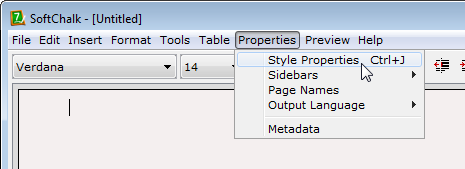 SoftChalk - [Untitled]
File Edit Insert Format Tools Table Properties Preview Help
Verdana 14
Style Properties Ctrl+J
Sidebars
Page Names
Output Language
Metadata